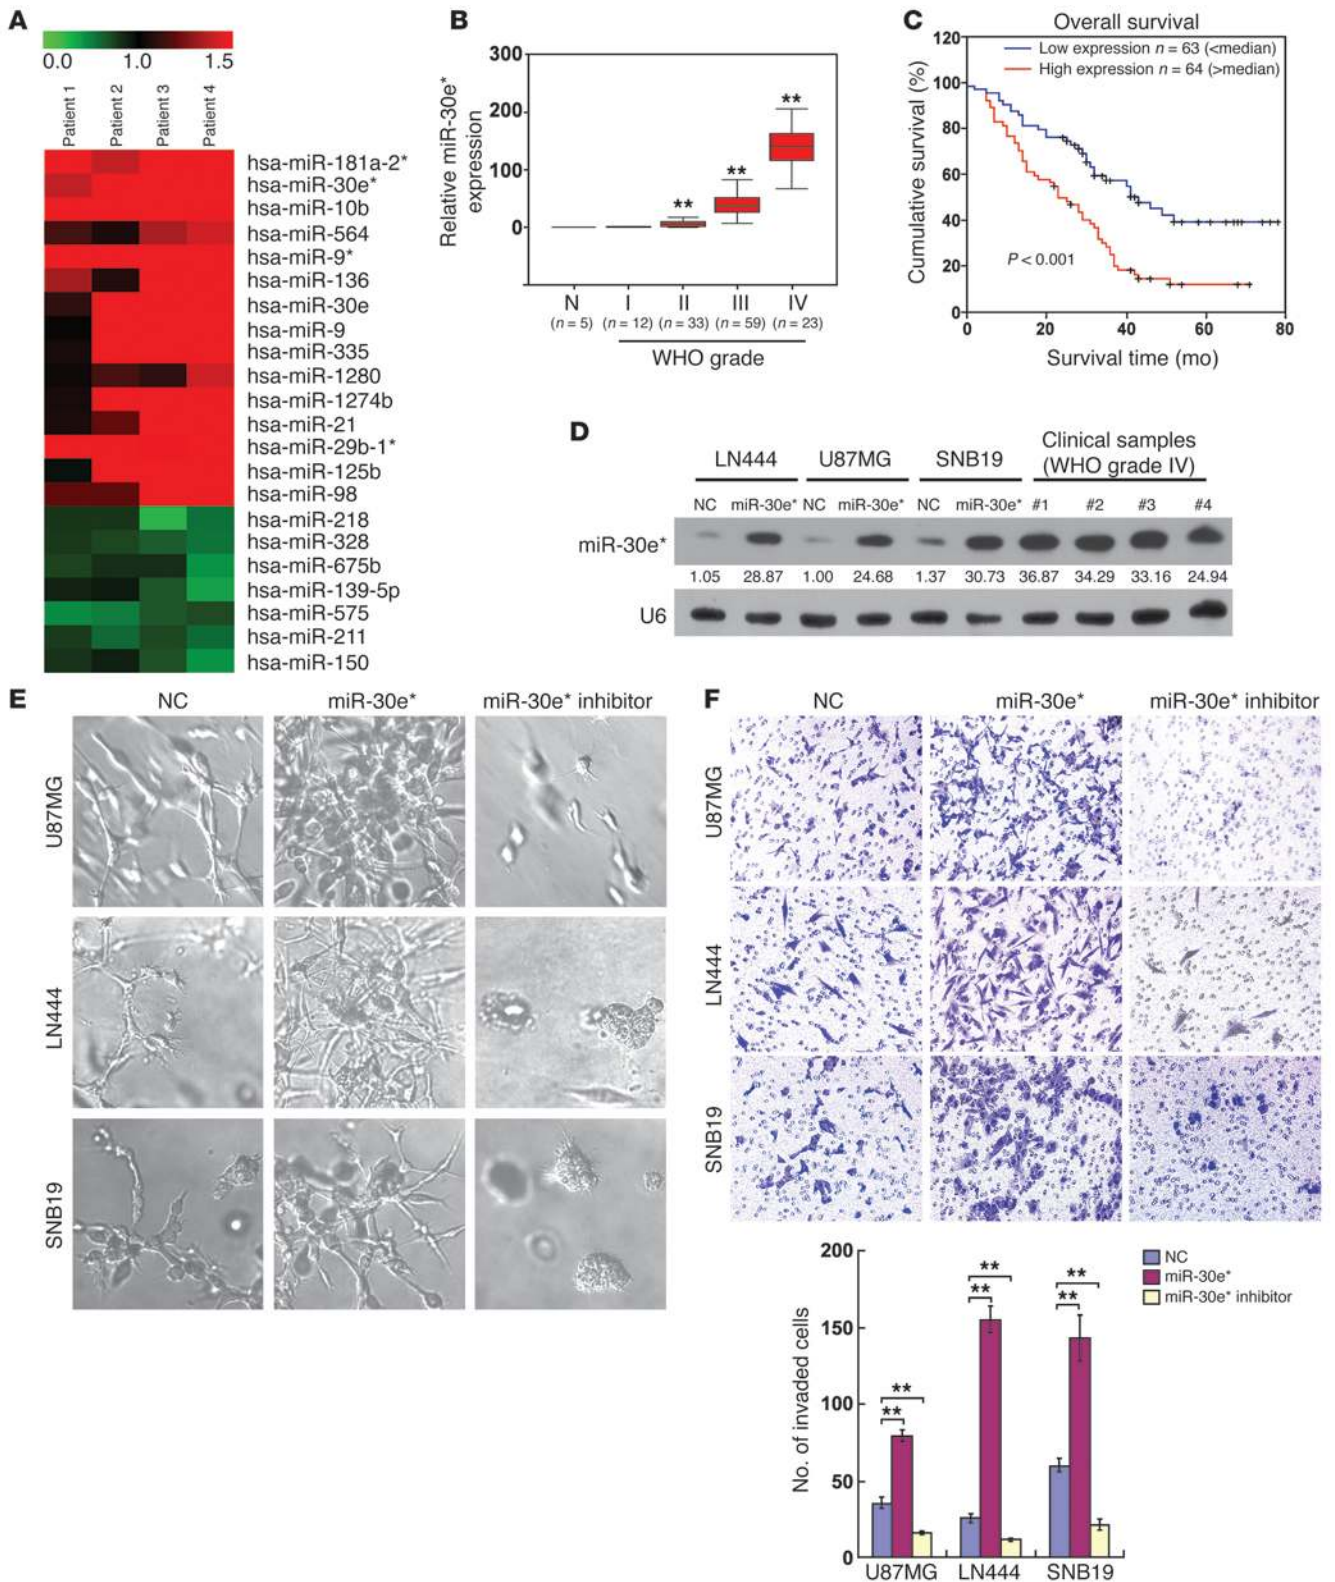 A
0.0 1.0 1.5
Patient 1
Patient 2
Patient 3
Patient 4
hsa-miR-181a-2*
hsa-miR-30e*
hsa-miR-10b
hsa-miR-564
hsa-miR-9*
hsa-miR-136
hsa-miR-30e
hsa-miR-9
hsa-miR-335
hsa-miR-1280
hsa-miR-1274b
hsa-miR-21
hsa-miR-29b-1*
hsa-miR-125b
hsa-miR-98
hsa-miR-218
hsa-miR-328
hsa-miR-675b
hsa-miR-139-5p
hsa-miR-575
hsa-miR-211
hsa-miR-150
B
Relative miR-30e*
expression
300
200
100
0
** ** **
N I II III IV
(n = 5) (n = 12) (n = 33) (n = 59) (n = 23)
WHO grade
C
Overall survival
Low expression n = 63 (<median)
High expression n = 64 (>median)
Cumulative survival (%)
120
100
80
60
40
20
0
P < 0.001
0 20 40 60 80
Survival time (mo)
D
LN444 U87MG SNB19 Clinical samples
(WHO grade IV)
NC miR-30e* NC miR-30e* NC miR-30e* #1 #2 #3 #4
miR-30e*
1.05 28.87 1.00 24.68 1.37 30.73 36.87 34.29 33.16 24.94
U6
E
NC miR-30e* miR-30e* inhibitor
U87MG
LN444
SNB19
F
NC miR-30e* miR-30e* inhibitor
U87MG
LN444
SNB19
No. of invaded cells
200
150
100
50
0
** **
** **
** **
NC
miR-30e*
miR-30e* inhibitor
U87MG LN444 SNB19